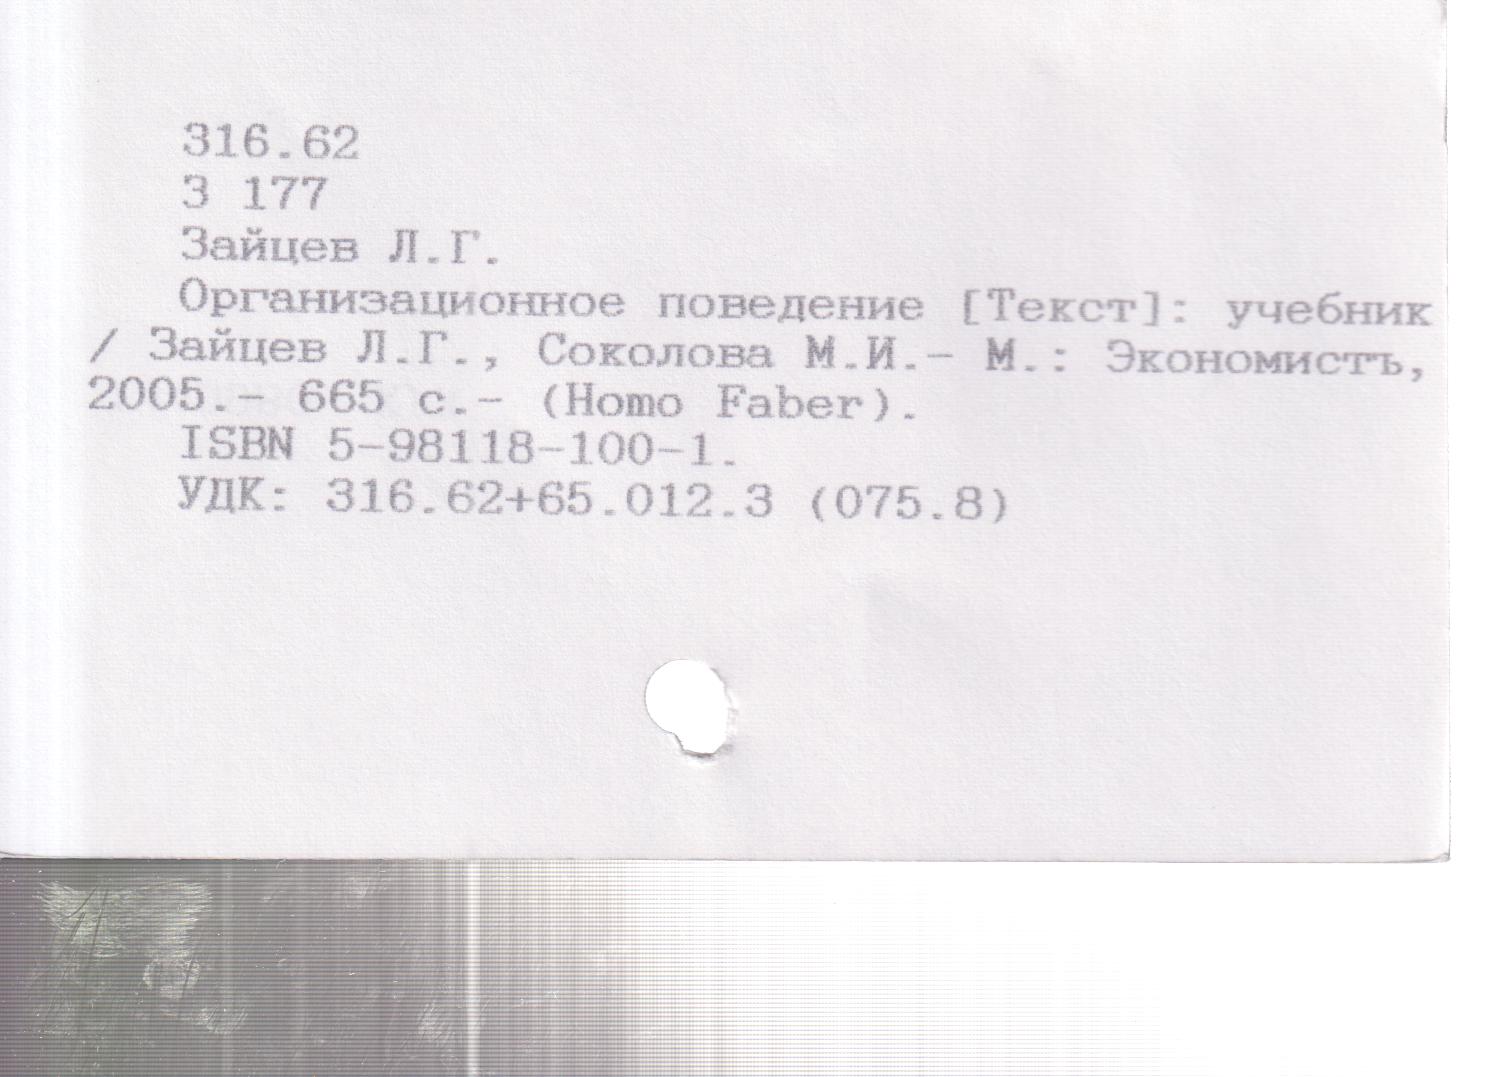 316.62
З 177
Зайцев Л.Г.
Организационное поведение [Текст]: учебник
/ Зайцев Л.Г., Соколова М.И.- М.: Экономистъ,
2005.- 665 с.- (Homo Faber).
ISBN 5-98118-100-1.
УДК: 316.62+65.012.3 (075.8)